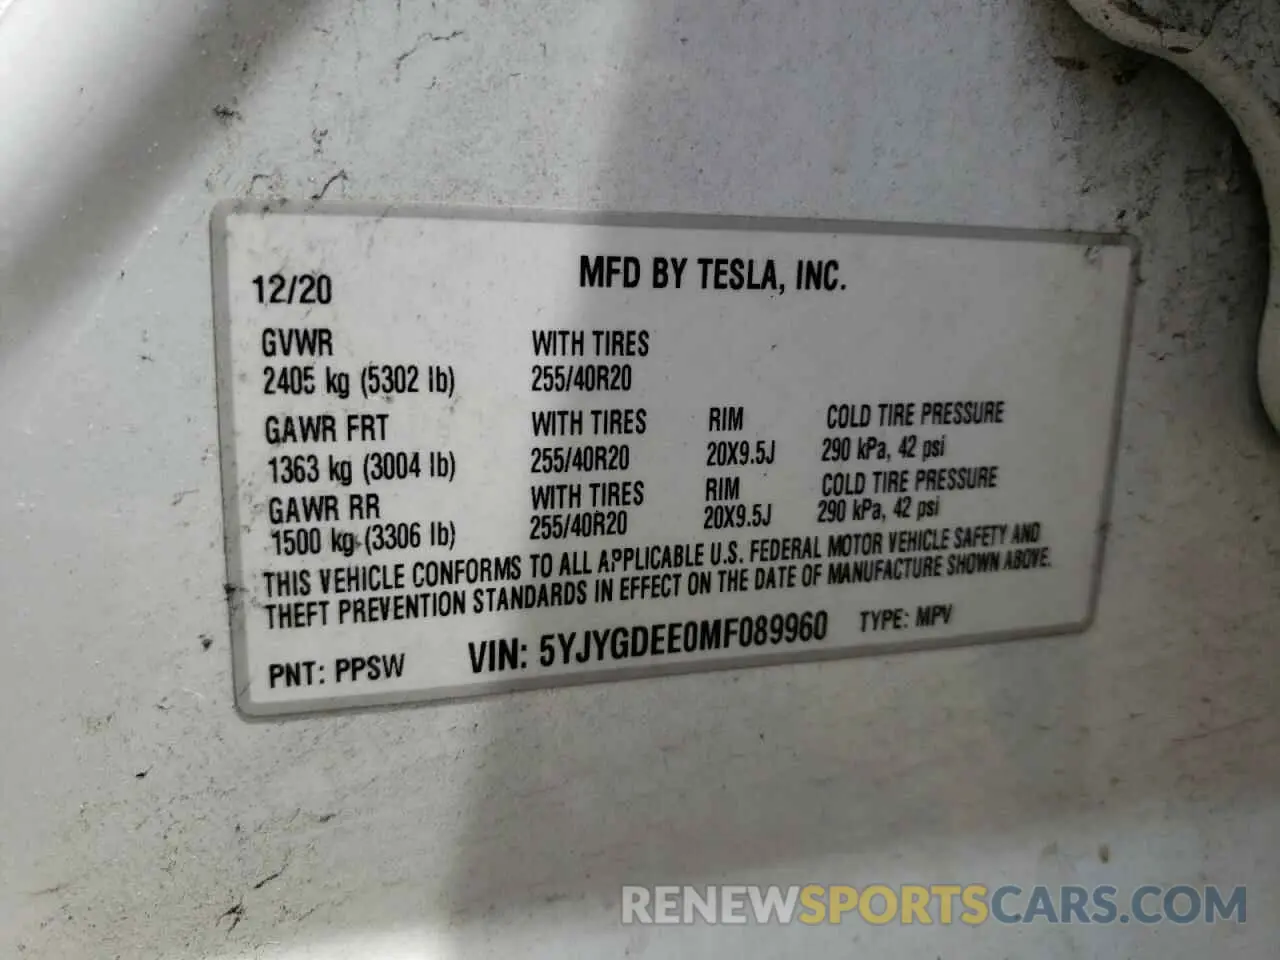 12/20 MFD BY TESLA, INC.
GVWR WITH TIRES
2405 kg (5302 lb) 255/40R20
GAWR FRT WITH TIRES RIM COLD TIRE PRESSURE
1363 kg (3004 lb) 255/40R20 20X9.5J 290 kPa, 42 psi
GAWR RR WITH TIRES RIM COLD TIRE PRESSURE
1500 kg (3306 lb) 255/40R20 20X9.5J 290 kPa, 42 psi
THIS VEHICLE CONFORMS TO ALL APPLICABLE U.S. FEDERAL MOTOR VEHICLE SAFETY AND
THEFT PREVENTION STANDARDS IN EFFECT ON THE DATE OF MANUFACTURE SHOWN ABOVE.
PNT: PPSW VIN: 5YJYGDEE0MF089960 TYPE: MPV
RENEWSPORTSCARS.COM